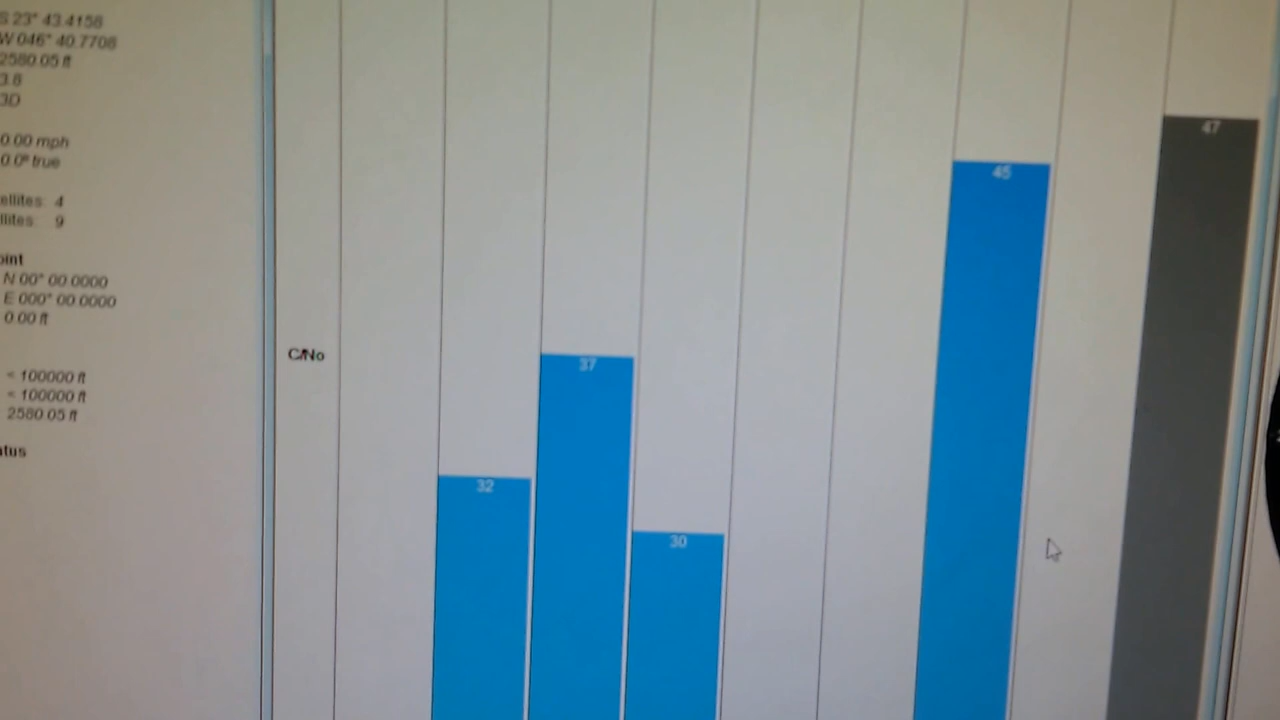 S 23° 43.4156
W 046° 40.7708
2580.05 ft
3.8
3D
0.00 mph
0.0° true
ellites: 4
llites: 9
oint
N 00° 00.0000
E 000° 00.0000
0.00 ft
< 100000 ft
< 100000 ft
2580.05 ft
atus
C/No
32
37
30
45
47